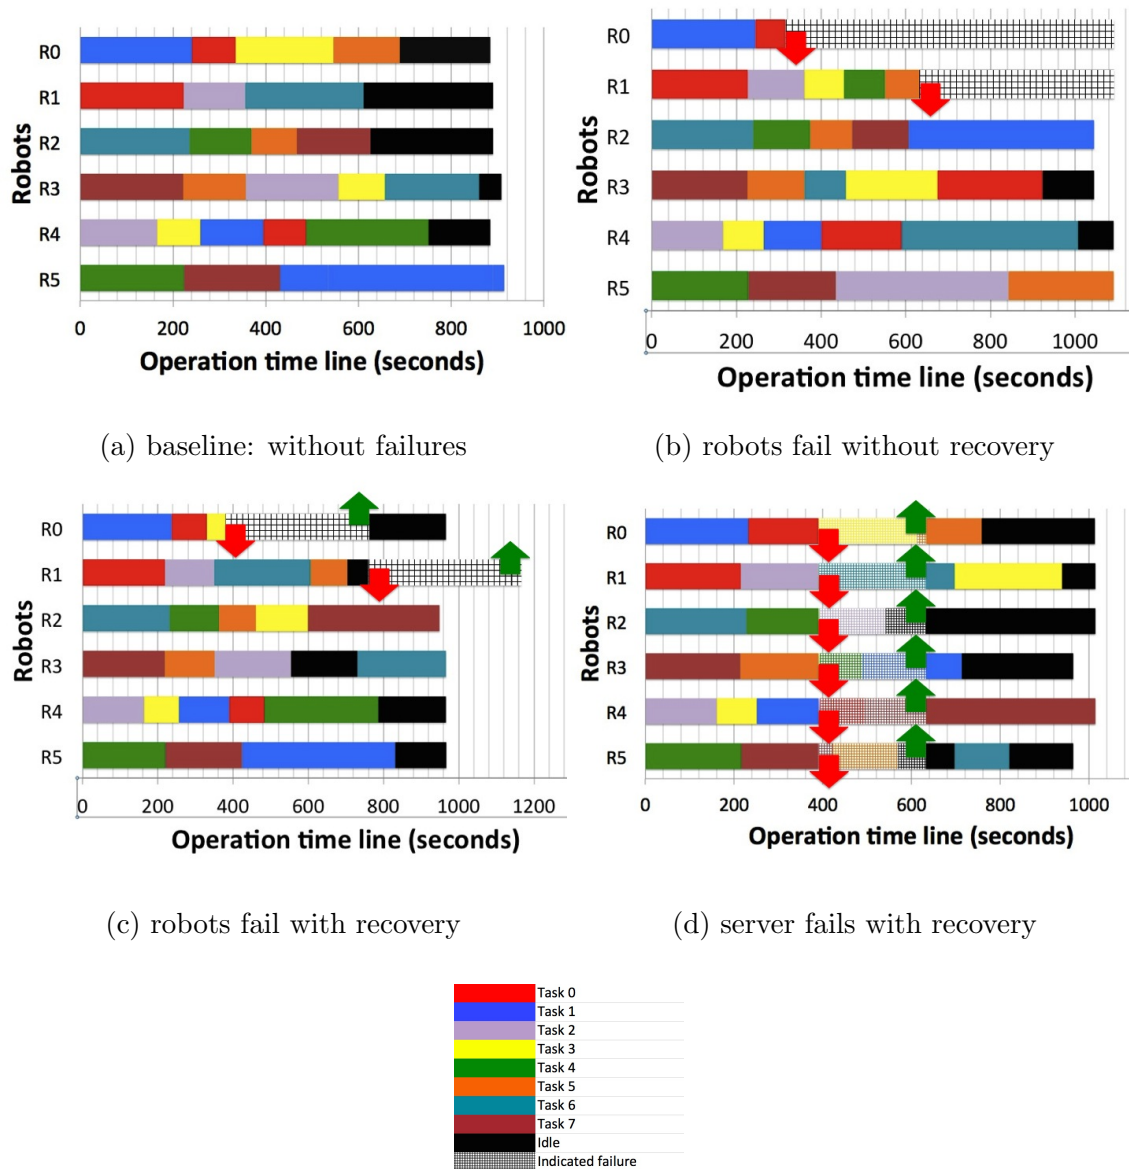 Robots
R0
R1
R2
R3
R4
R5
0 200 400 600 800 1000
Operation time line (seconds)
(a) baseline: without failures
Robots
R0
R1
R2
R3
R4
R5
0 200 400 600 800 1000
Operation time line (seconds)
(b) robots fail without recovery
Robots
R0
R1
R2
R3
R4
R5
0 200 400 600 800 1000 1200
Operation time line (seconds)
(c) robots fail with recovery
Robots
R0
R1
R2
R3
R4
R5
0 200 400 600 800 1000
Operation time line (seconds)
(d) server fails with recovery
Task 0
Task 1
Task 2
Task 3
Task 4
Task 5
Task 6
Task 7
Idle
Indicated failure